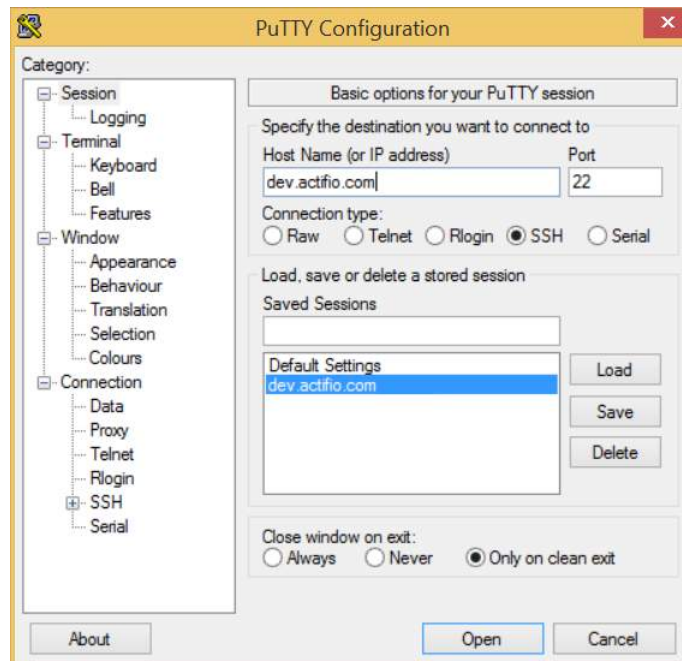 PuTTY Configuration
Category:
Session
Logging
Terminal
Keyboard
Bell
Features
Window
Appearance
Behaviour
Translation
Selection
Colours
Connection
Data
Proxy
Telnet
Rlogin
SSH
Serial
Basic options for your PuTTY session
Specify the destination you want to connect to
Host Name (or IP address) Port
dev.actifio.com 22
Connection type:
Raw Telnet Rlogin SSH Serial
Load, save or delete a stored session
Saved Sessions
Default Settings
dev.actifio.com
Load
Save
Delete
Close window on exit:
Always Never Only on clean exit
About Open Cancel